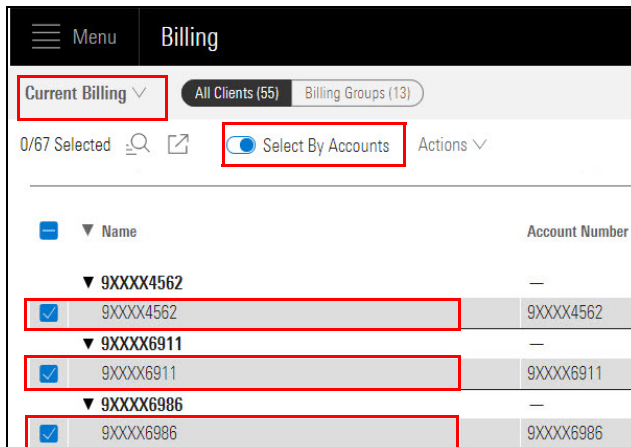 Menu Billing
Current Billing All Clients (55) Billing Groups (13)
0/67 Selected Select By Accounts Actions
Name Account Number
9XXXX4562 —
9XXXX4562 9XXXX4562
9XXXX6911 —
9XXXX6911 9XXXX6911
9XXXX6986 —
9XXXX6986 9XXXX6986